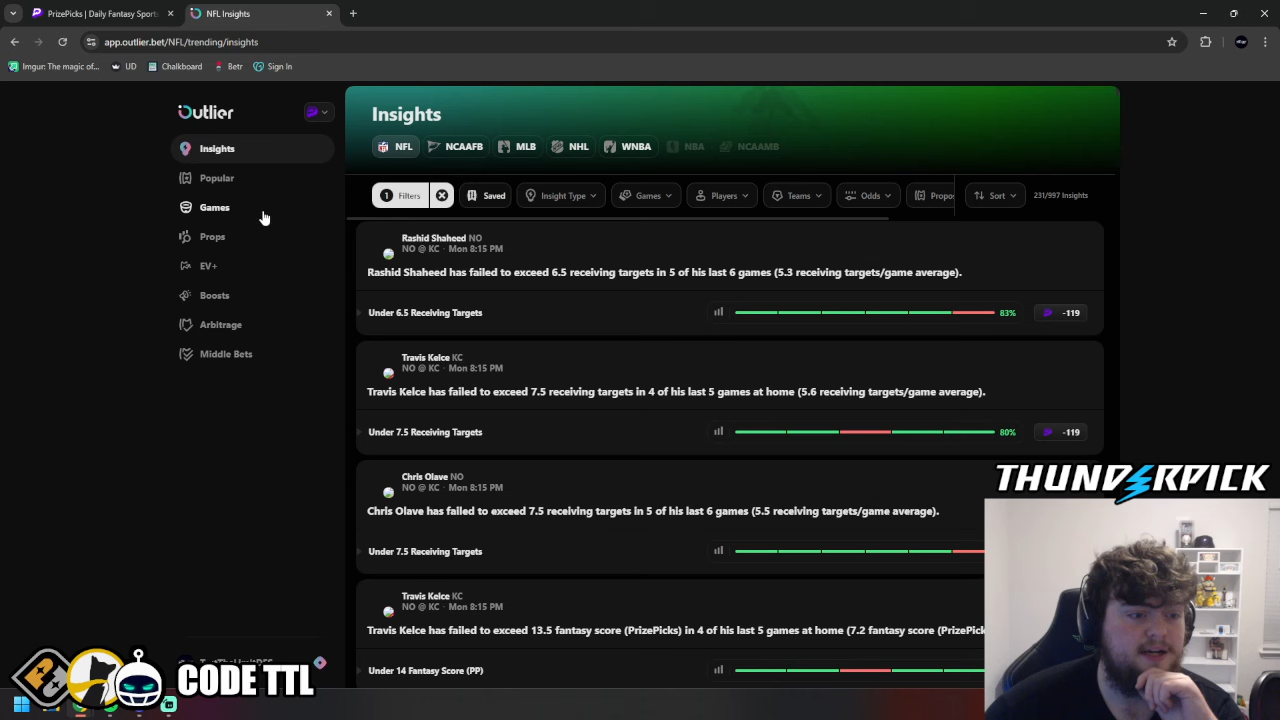 PrizePicks | Daily Fantasy Sports
NFL Insights
app.outlier.bet/NFL/trending/insights
Imgur: The magic of...
UD
Chalkboard
Betr
Sign In
Outlier
Insights
Popular
Games
Props
EV+
Boosts
Arbitrage
Middle Bets
Insights
NFL
NCAAFB
MLB
NHL
WNBA
NBA
NCAAMB
1 Filters
Saved
Insight Type
Games
Players
Teams
Odds
Propos
Sort
231/997 Insights
Rashid Shaheed NO
NO @ KC · Mon 8:15 PM
Rashid Shaheed has failed to exceed 6.5 receiving targets in 5 of his last 6 games (5.3 receiving targets/game average).
Under 6.5 Receiving Targets
83%
-119
Travis Kelce KC
NO @ KC · Mon 8:15 PM
Travis Kelce has failed to exceed 7.5 receiving targets in 4 of his last 5 games at home (5.6 receiving targets/game average).
Under 7.5 Receiving Targets
80%
-119
Chris Olave NO
NO @ KC · Mon 8:15 PM
Chris Olave has failed to exceed 7.5 receiving targets in 5 of his last 6 games (5.5 receiving targets/game average).
Under 7.5 Receiving Targets
Travis Kelce KC
NO @ KC · Mon 8:15 PM
Travis Kelce has failed to exceed 13.5 fantasy score (PrizePicks) in 4 of his last 5 games at home (7.2 fantasy score (PrizePick
Under 14 Fantasy Score (PP)
THUNDERPICK
CODE TTL